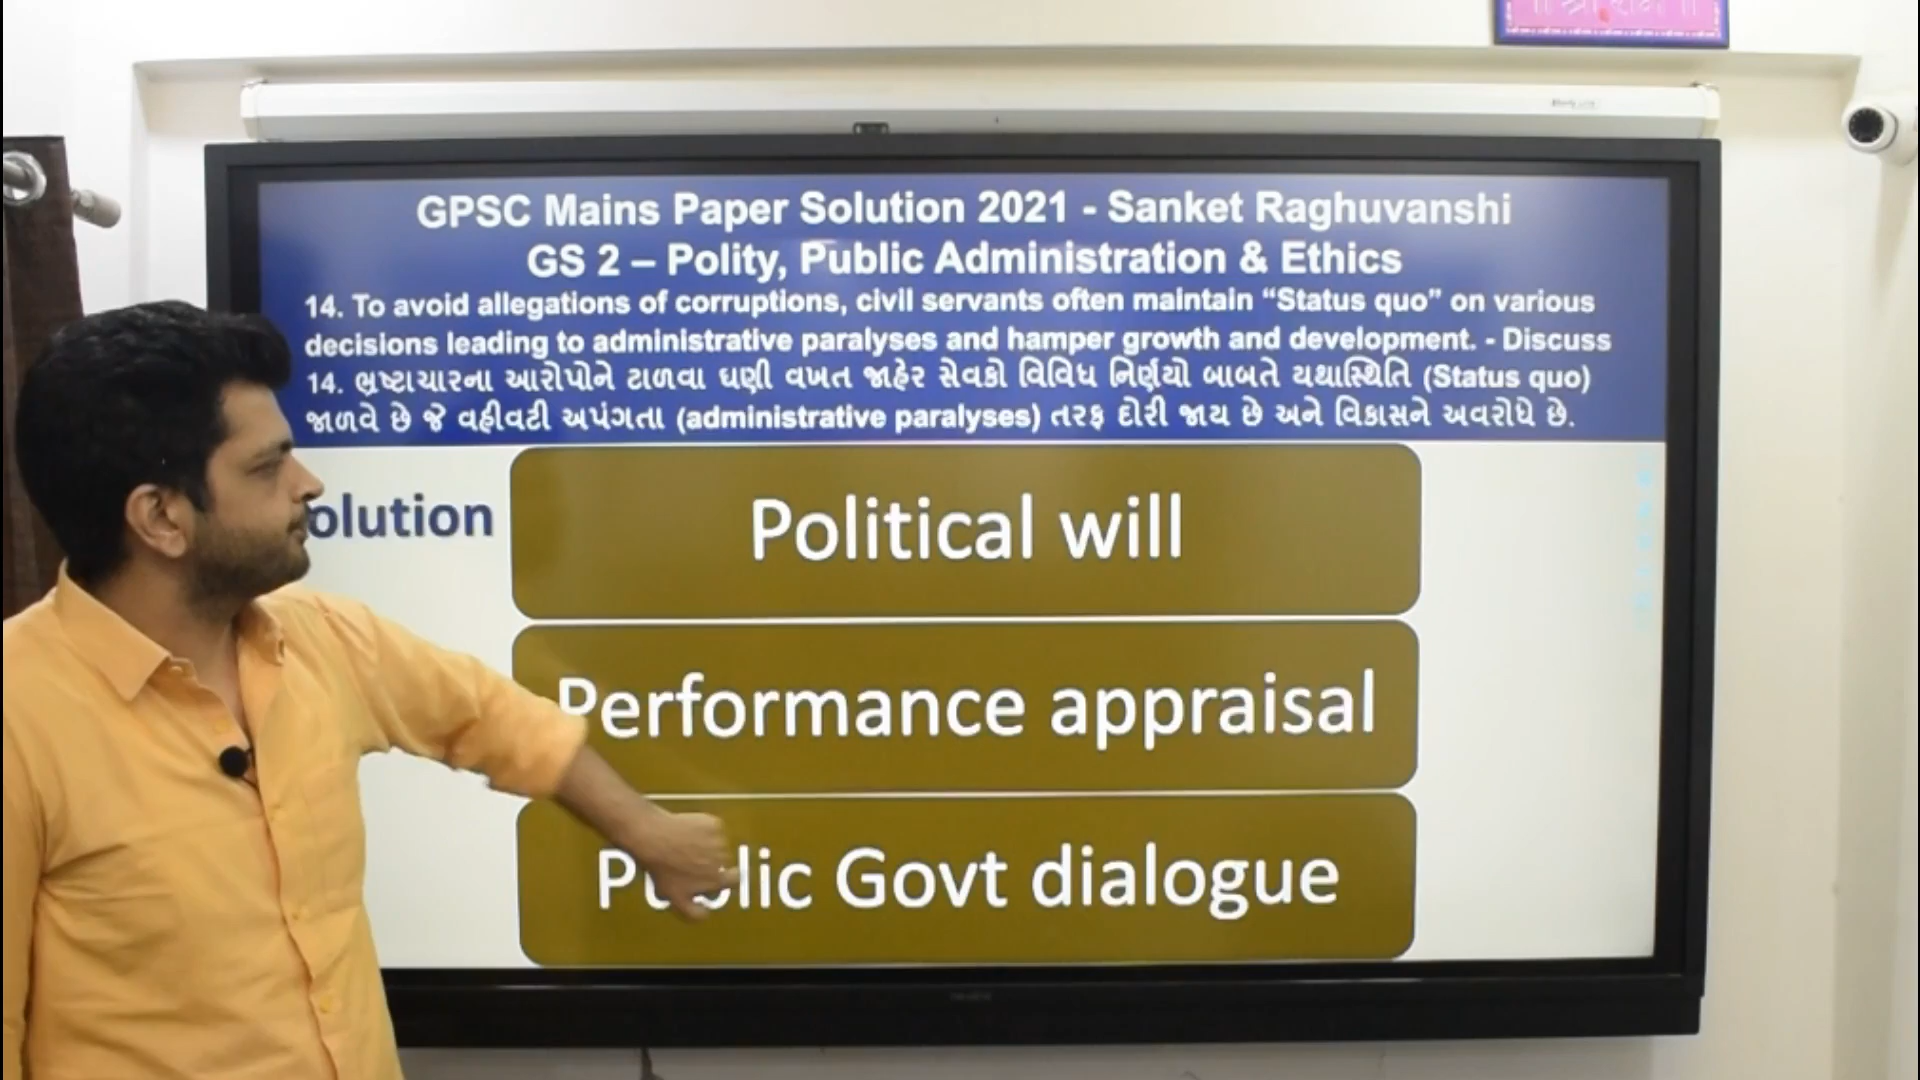 || શ્રી રામ ||
GPSC Mains Paper Solution 2021 - Sanket Raghuvanshi
GS 2 – Polity, Public Administration & Ethics
14. To avoid allegations of corruptions, civil servants often maintain “Status quo” on various
decisions leading to administrative paralyses and hamper growth and development. - Discuss
14. ભ્રષ્ટાચારના આરોપોને ટાળવા ઘણી વખત જાહેર સેવકો વિવિધ નિર્ણયો બાબતે યથાસ્થિતિ (Status quo)
જાળવે છે જે વહીવટી અપંગતા (administrative paralyses) તરફ દોરી જાય છે અને વિકાસને અવરોધે છે.
olution
Political will
Performance appraisal
Public Govt dialogue